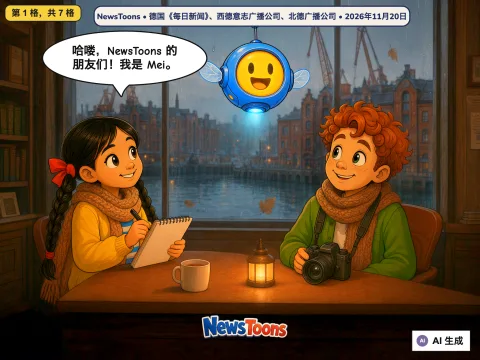 第 1 格，共 7 格
NewsToons • 德国《每日新闻》、西德意志广播公司、北德广播公司 • 2026年11月20日
哈喽，NewsToons 的
朋友们！我是 Mei。
NewsToons
AI AI 生成